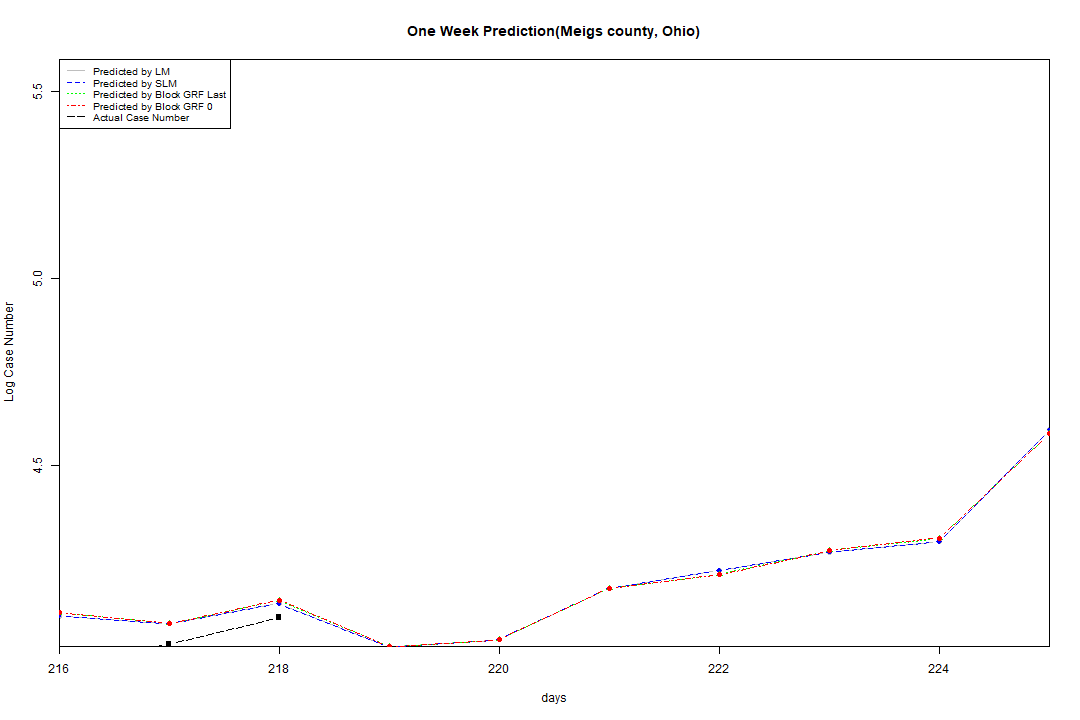 One Week Prediction(Meigs county, Ohio)
Predicted by LM
Predicted by SLM
Predicted by Block GRF Last
Predicted by Block GRF 0
Actual Case Number
5.5
5.0
4.5
Log Case Number
216 218 220 222 224
days